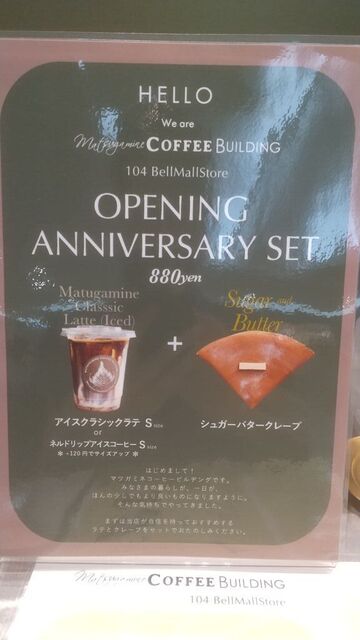 HELLO
We are
Matsugamine COFFEE BUILDING
104 BellMallStore
OPENING
ANNIVERSARY SET
880yen
Matugamine
Classsic
Latte (Iced)
+
Sugar and
Butter
アイスクラシックラテ S size
or
ネルドリップアイスコーヒー S size
＊+120円でサイズアップ＊
シュガーバタークレープ
はじめまして！
マツガミネコーヒービルヂングです。
みなさまの暮らしが、一日が、
ほんの少しでもより良いものになりますように。
そんな気持ちでやってきました。
まずは当店が自信を持っておすすめする
ラテとクレープをセットでおたのしみください。
Matsugamine COFFEE BUILDING
104 BellMallStore